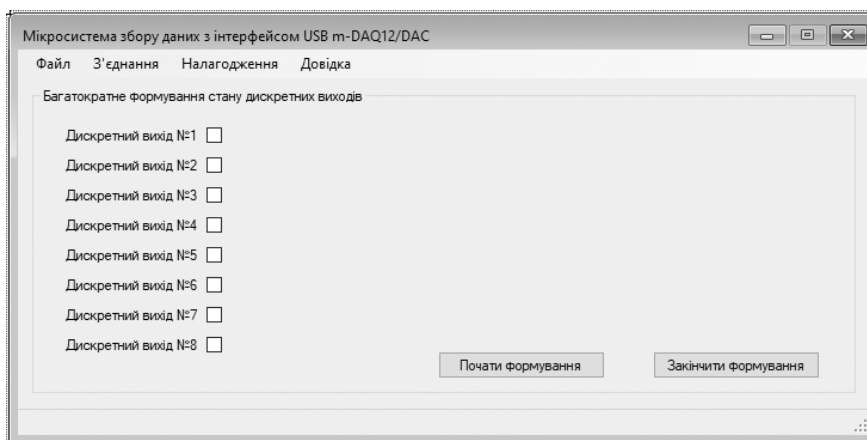 Мікросистема збору даних з інтерфейсом USB m-DAQ12/DAC
Файл З'єднання Налагодження Довідка
Багатократне формування стану дискретних виходів
Дискретний вихід №1
Дискретний вихід №2
Дискретний вихід №3
Дискретний вихід №4
Дискретний вихід №5
Дискретний вихід №6
Дискретний вихід №7
Дискретний вихід №8
Почати формування Закінчити формування